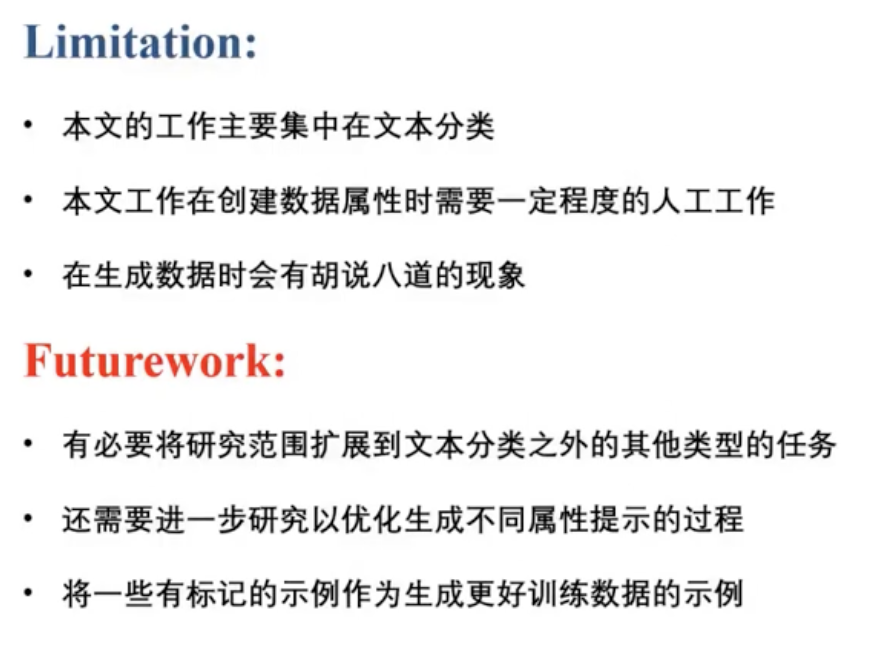 Limitation:
• 本文的工作主要集中在文本分类
• 本文工作在创建数据属性时需要一定程度的人工工作
• 在生成数据时会有胡说八道的现象
Futurework:
• 有必要将研究范围扩展到文本分类之外的其他类型的任务
• 还需要进一步研究以优化生成不同属性提示的过程
• 将一些有标记的示例作为生成更好训练数据的示例